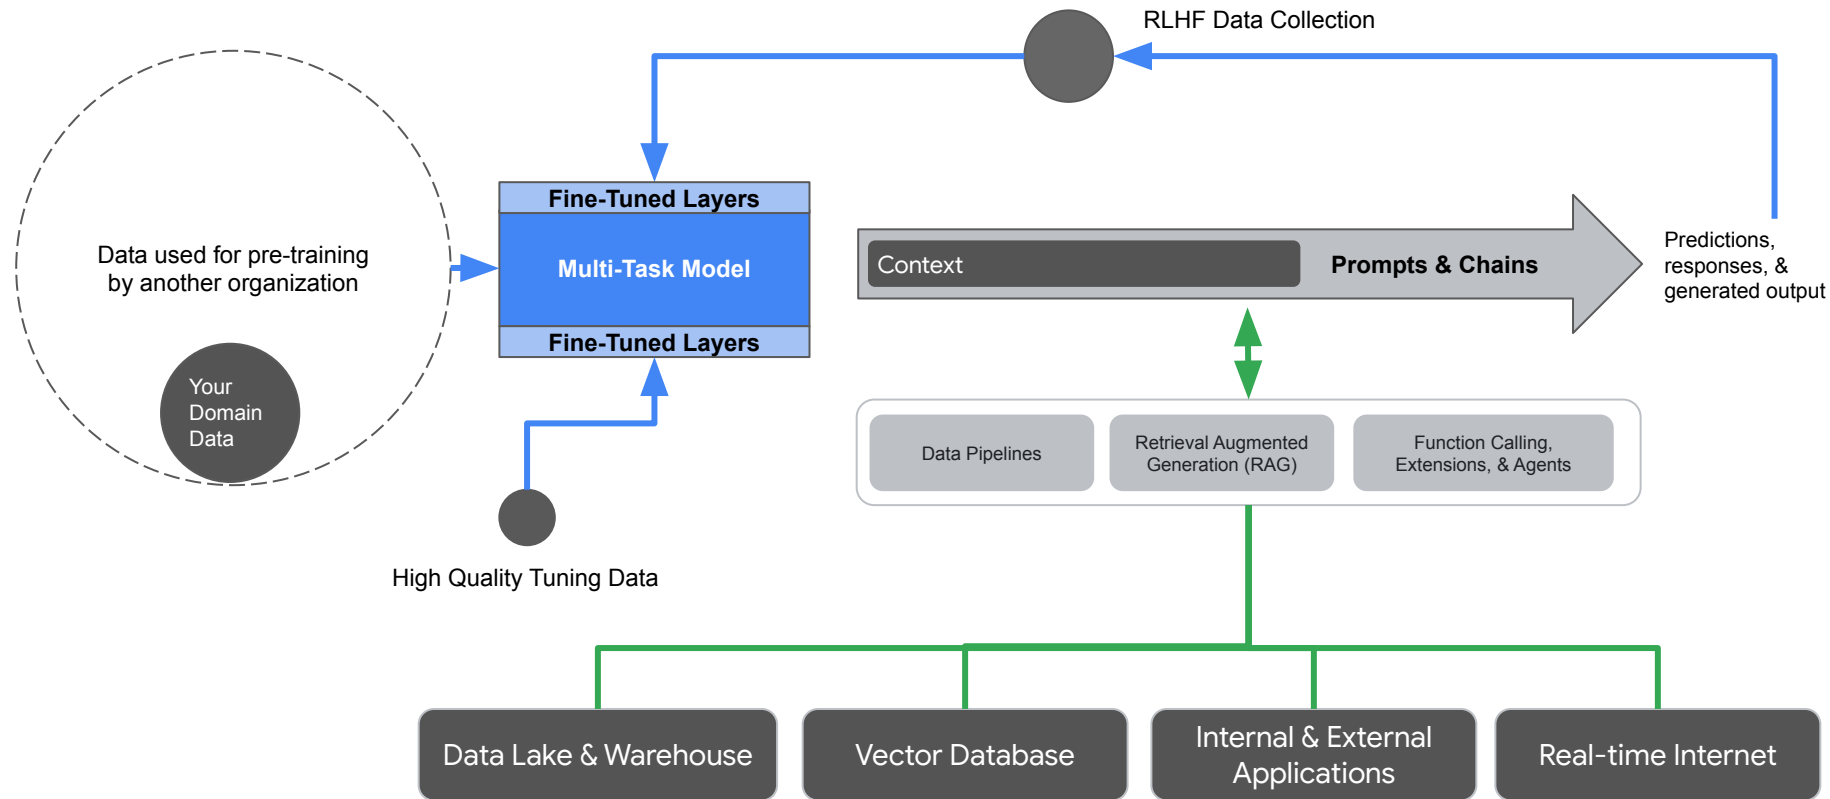 RLHF Data Collection
Data used for pre-training
by another organization
Your
Domain
Data
Fine-Tuned Layers
Multi-Task Model
Fine-Tuned Layers
High Quality Tuning Data
Context
Prompts & Chains
Predictions,
responses, &
generated output
Data Pipelines
Retrieval Augmented
Generation (RAG)
Function Calling,
Extensions, & Agents
Data Lake & Warehouse
Vector Database
Internal & External
Applications
Real-time Internet